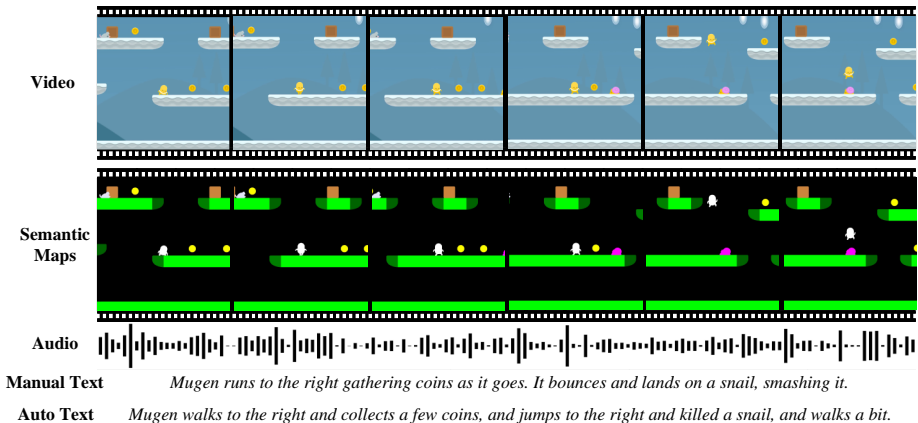 Video
Semantic
Maps
Audio
Manual Text Mugen runs to the right gathering coins as it goes. It bounces and lands on a snail, smashing it.
Auto Text Mugen walks to the right and collects a few coins, and jumps to the right and killed a snail, and walks a bit.